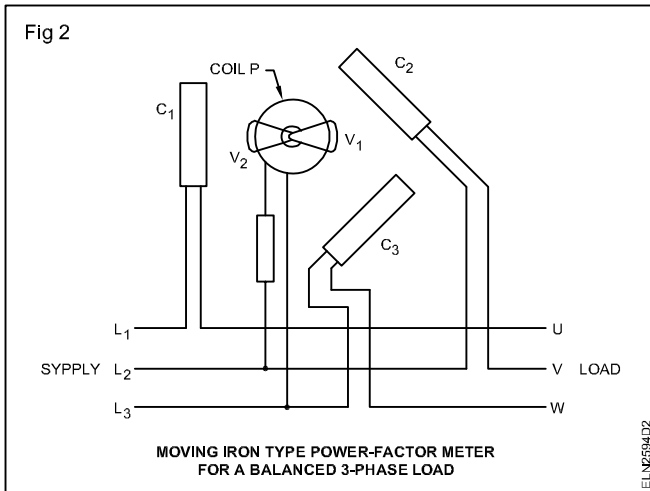 Fig 2
COIL P
C2
C1
V1
V2
C3
L1
U
SYPPLY L2
V LOAD
L3
W
MOVING IRON TYPE POWER-FACTOR METER
FOR A BALANCED 3-PHASE LOAD
ELN2594D2